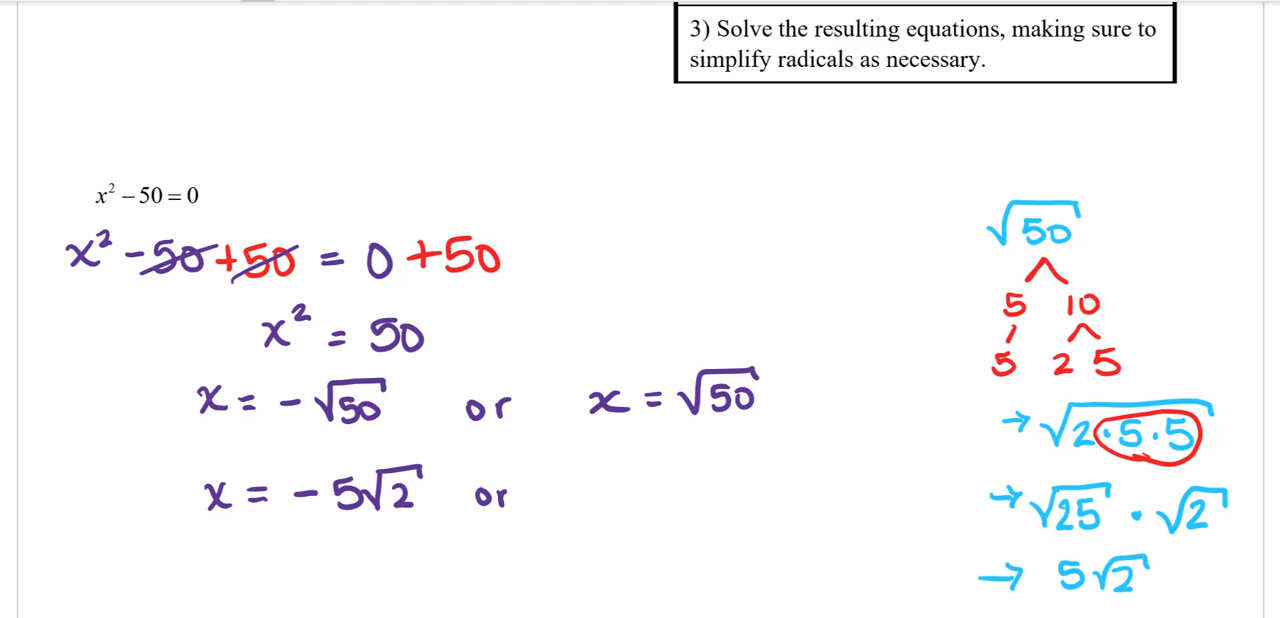 3) Solve the resulting equations, making sure to
simplify radicals as necessary.
x² − 50 = 0
x² − 50 + 50 = 0 + 50
x² = 50
x = − √50 or x = √50
x = − 5√2 or
√50
5 10
5 2 5
→ √2·5·5
→ √25 · √2
→ 5√2